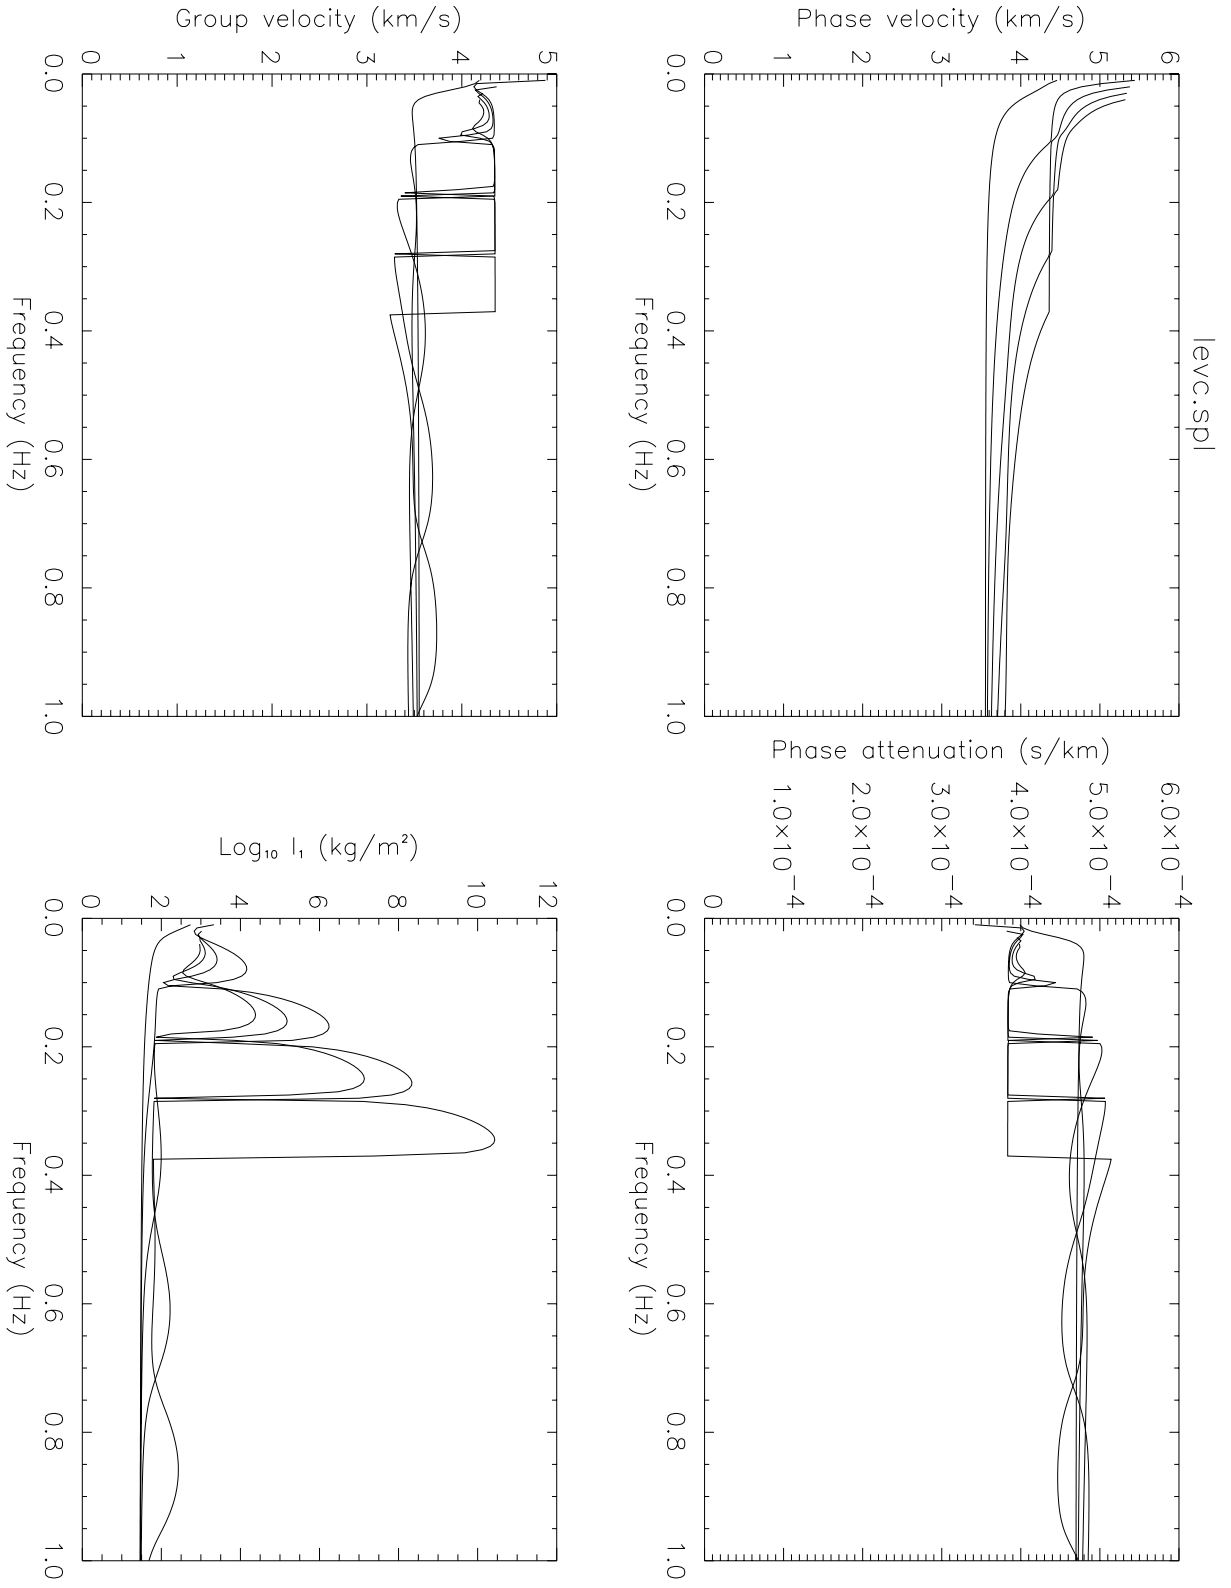 levc.spl
Phase velocity (km/s)
0 1 2 3 4 5 6
0.0 0.2 0.4 0.6 0.8 1.0
Frequency (Hz)
Phase attenuation (s/km)
0
1.0×10−4
2.0×10−4
3.0×10−4
4.0×10−4
5.0×10−4
6.0×10−4
0.0 0.2 0.4 0.6 0.8 1.0
Frequency (Hz)
Group velocity (km/s)
0 1 2 3 4 5
0.0 0.2 0.4 0.6 0.8 1.0
Frequency (Hz)
Log₁₀ I₁ (kg/m²)
0 2 4 6 8 10 12
0.0 0.2 0.4 0.6 0.8 1.0
Frequency (Hz)